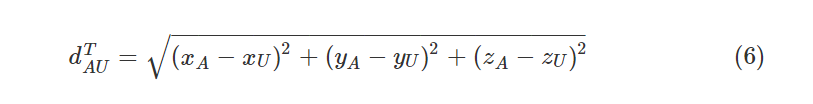 $d_{AU}^{T} = \sqrt{(x_A - x_U)^2 + (y_A - y_U)^2 + (z_A - z_U)^2}$ (6)